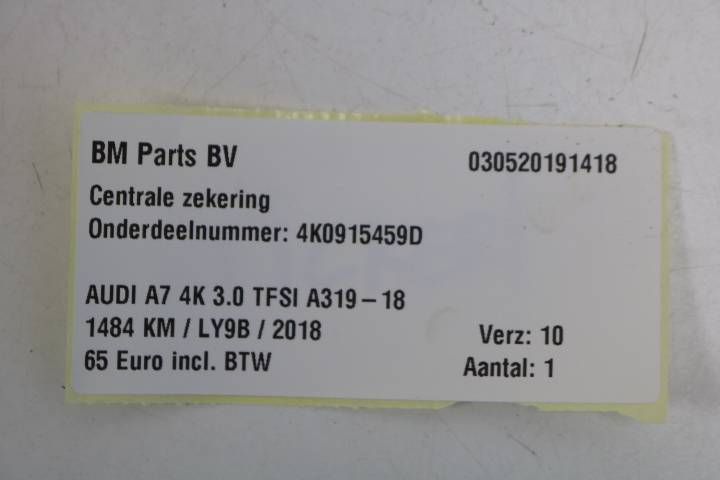 BM Parts BV 030520191418
Centrale zekering
Onderdeelnummer: 4K0915459D
AUDI A7 4K 3.0 TFSI A319-18
1484 KM / LY9B / 2018 Verz: 10
65 Euro incl. BTW Aantal: 1